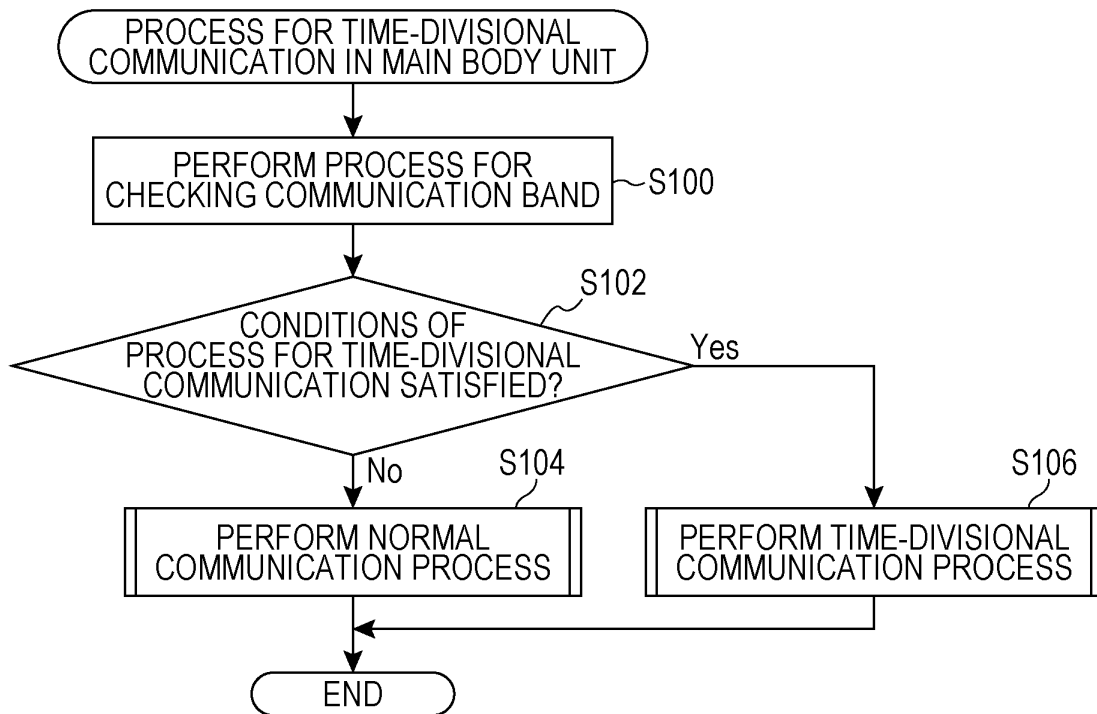 PROCESS FOR TIME-DIVISIONAL
COMMUNICATION IN MAIN BODY UNIT
PERFORM PROCESS FOR
CHECKING COMMUNICATION BAND
S100
S102
CONDITIONS OF
PROCESS FOR TIME-DIVISIONAL
COMMUNICATION SATISFIED?
Yes
No
S104
PERFORM NORMAL
COMMUNICATION PROCESS
S106
PERFORM TIME-DIVISIONAL
COMMUNICATION PROCESS
END